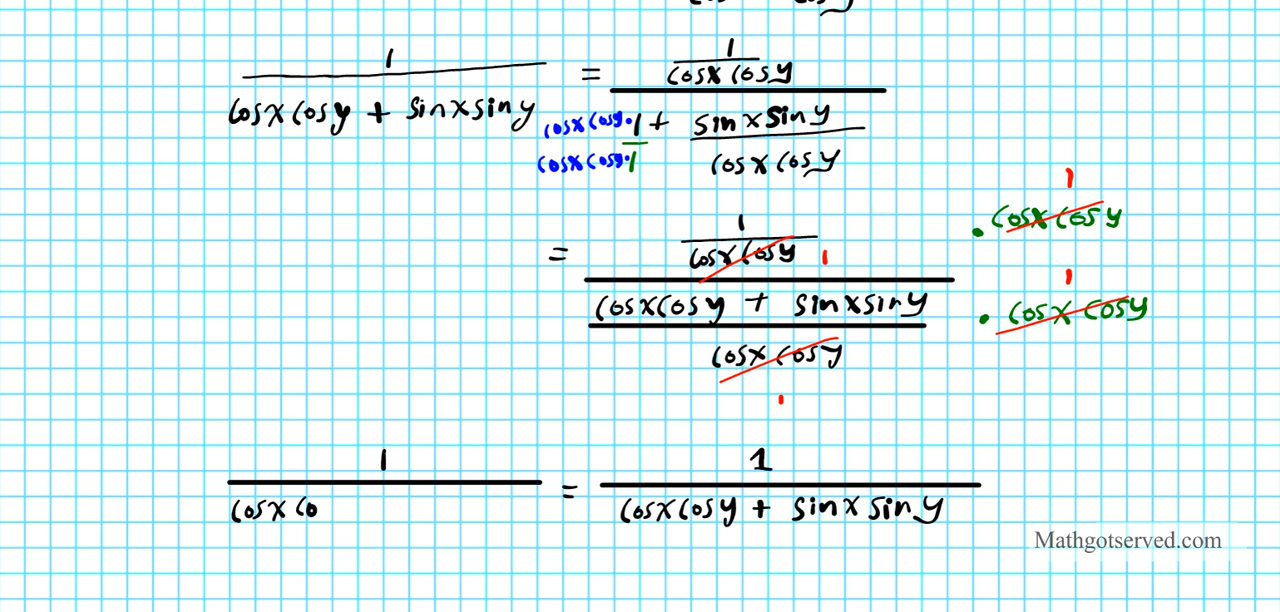 1 = 1
cosx cosy
cosx cosy + sinx siny
cosx cosy · 1 + sinx siny
cosx cosy · 1 cosx cosy
1
1 · cosx cosy
= cosx cosy 1
1
cosx cosy + sinx siny · cosx cosy
cosx cosy
1
1 = 1
cosx co cosx cosy + sinx siny
Mathgotserved.com